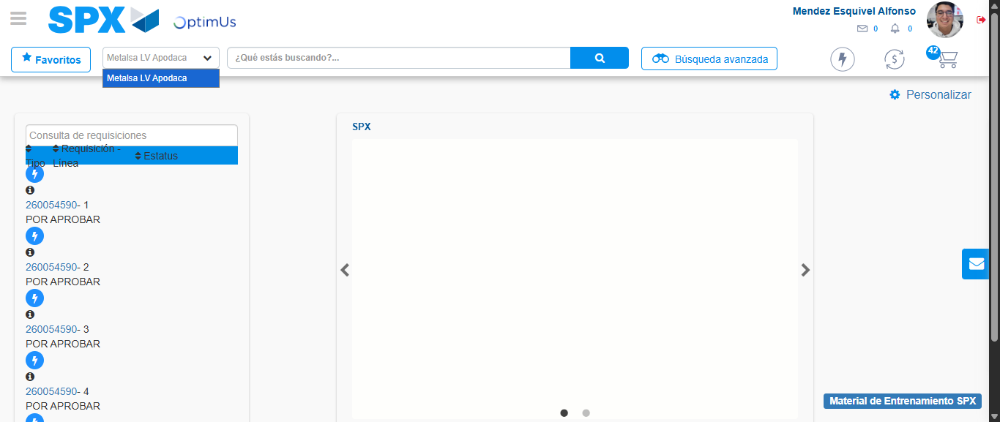 SPX
OptimUs
Mendez Esquivel Alfonso
0
0
Favoritos
Metalsa LV Apodaca
¿Qué estás buscando?...
Búsqueda avanzada
42
Metalsa LV Apodaca
Personalizar
Consulta de requisiciones
Tipo
Requisición - Línea
Estatus
260054590- 1
POR APROBAR
260054590- 2
POR APROBAR
260054590- 3
POR APROBAR
260054590- 4
POR APROBAR
SPX
Material de Entrenamiento SPX